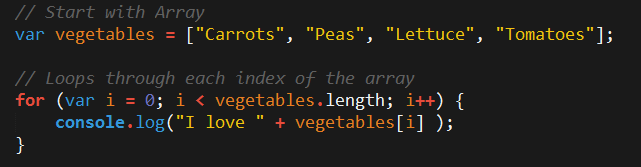 // Start with Array
var vegetables = ["Carrots", "Peas", "Lettuce", "Tomatoes"];
// Loops through each index of the array
for (var i = 0; i < vegetables.length; i++) {
    console.log("I love " + vegetables[i] );
}